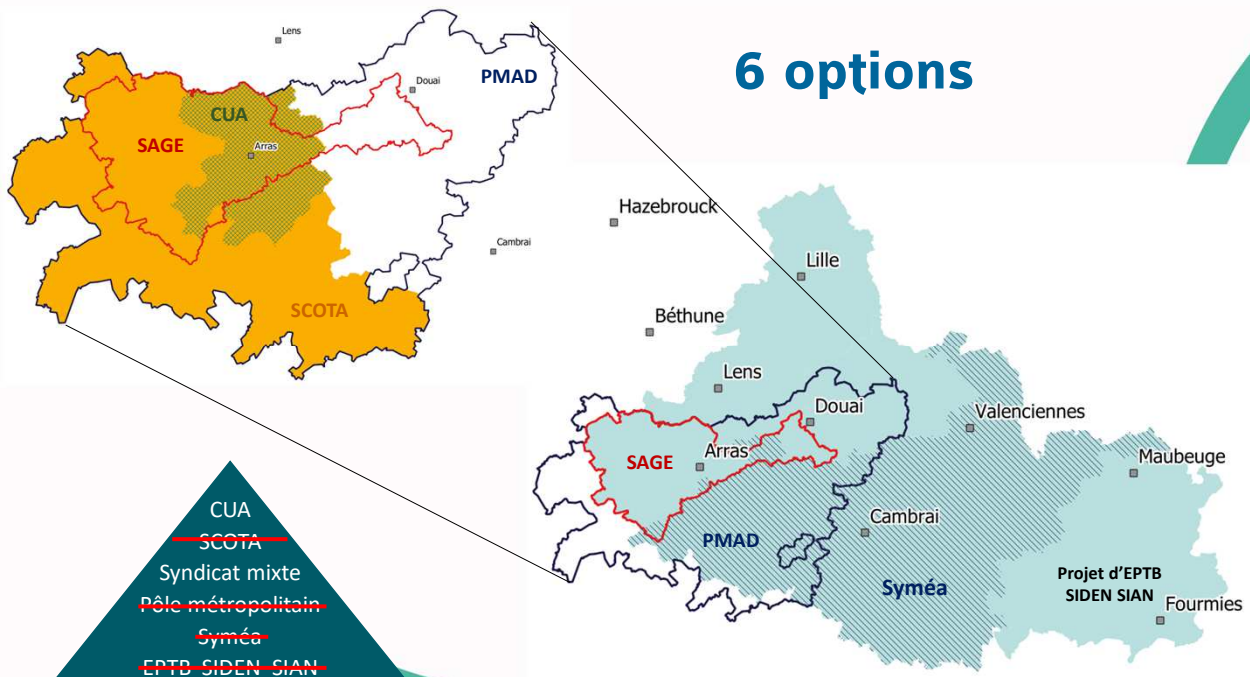 6 options
Lens
PMAD
Douai
CUA
SAGE
Arras
Cambrai
SCOTA
Hazebrouck
Lille
Béthune
Lens
Douai
Valenciennes
Arras
SAGE
Maubeuge
Cambrai
PMAD
Syméa
Projet d'EPTB
SIDEN SIAN
Fourmies
CUA
SCOTA
Syndicat mixte
Pôle métropolitain
Syméa
EPTB SIDEN SIAN